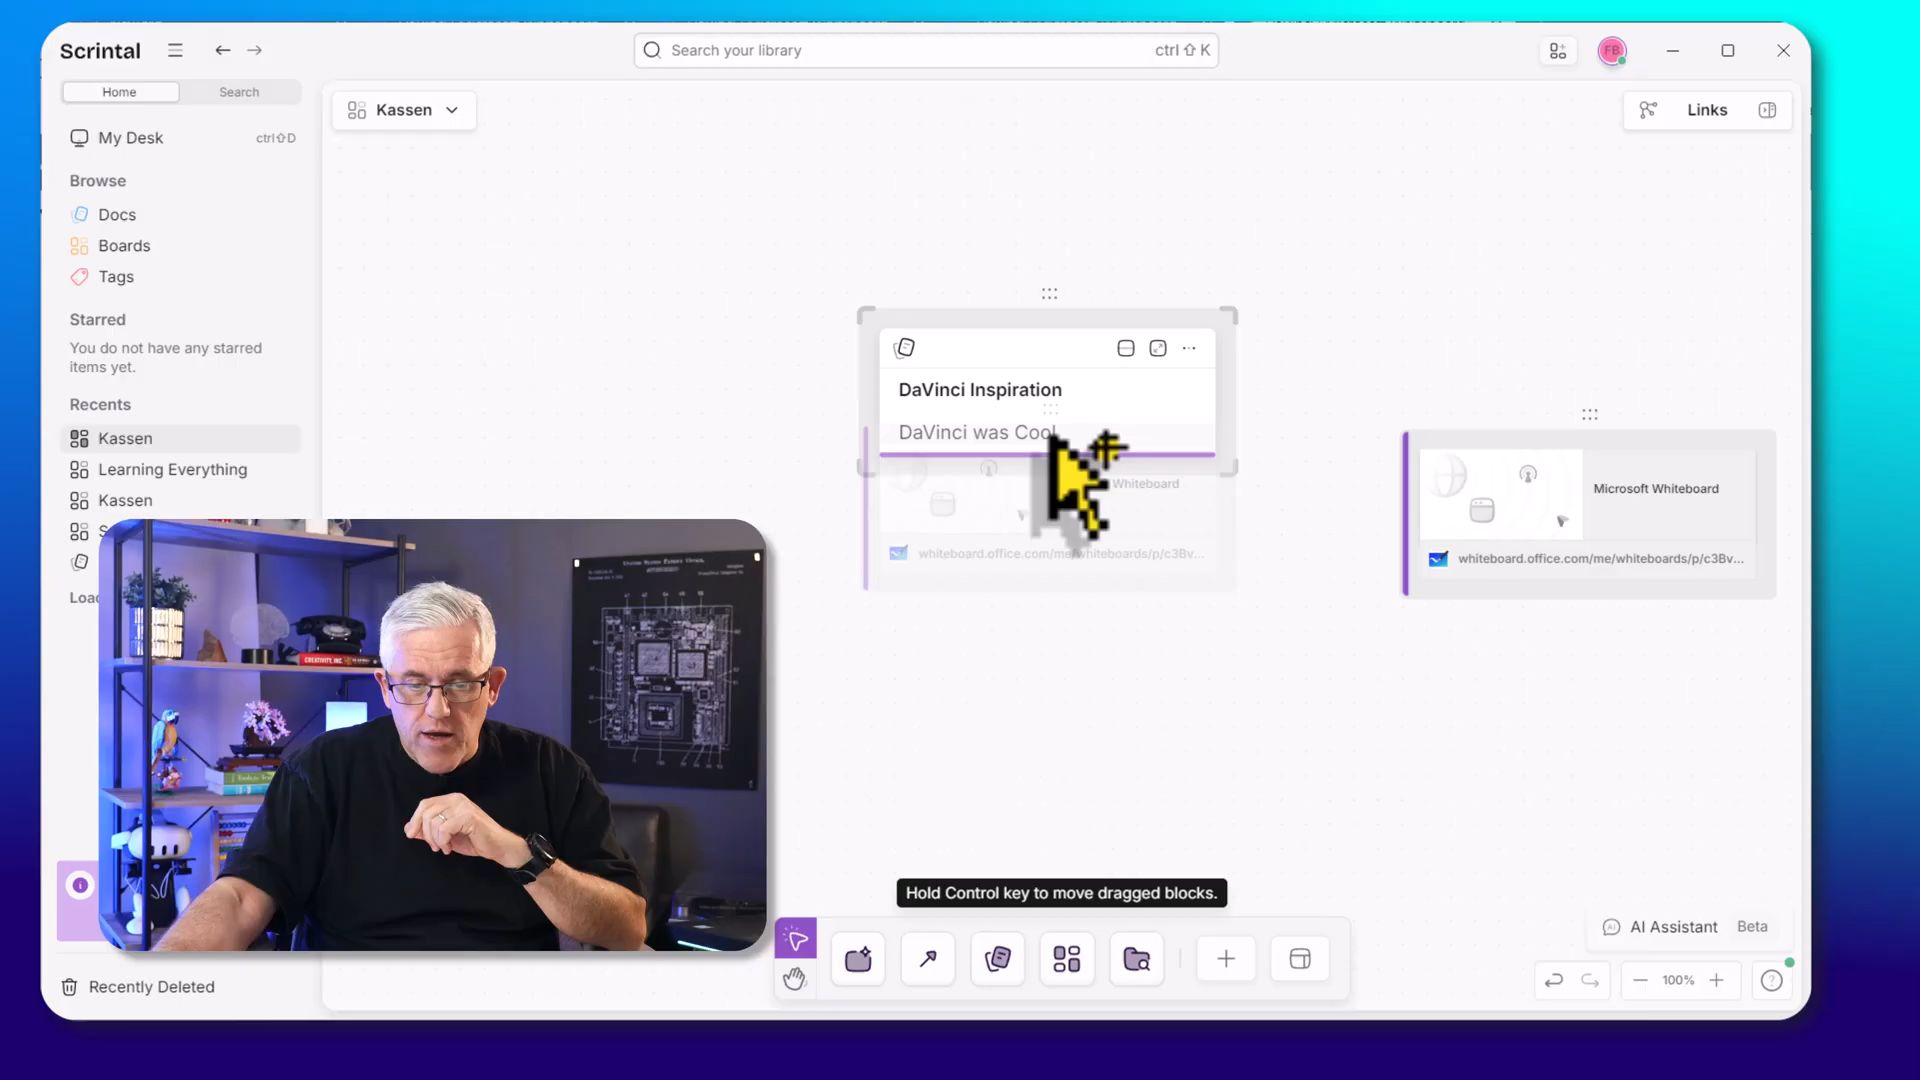 Scrintal
Search your library
ctrl ⇧ K
FB
Home
Search
My Desk
ctrl⇧D
Browse
Docs
Boards
Tags
Starred
You do not have any starred
items yet.
Recents
Kassen
Learning Everything
Kassen
Recently Deleted
Kassen
Links
DaVinci Inspiration
DaVinci was Cool
Whiteboard
whiteboard.office.com/me/whiteboards/p/c3Bv...
Microsoft Whiteboard
whiteboard.office.com/me/whiteboards/p/c3Bv...
CREATIVITY, INC.
Hold Control key to move dragged blocks.
AI Assistant
Beta
100%